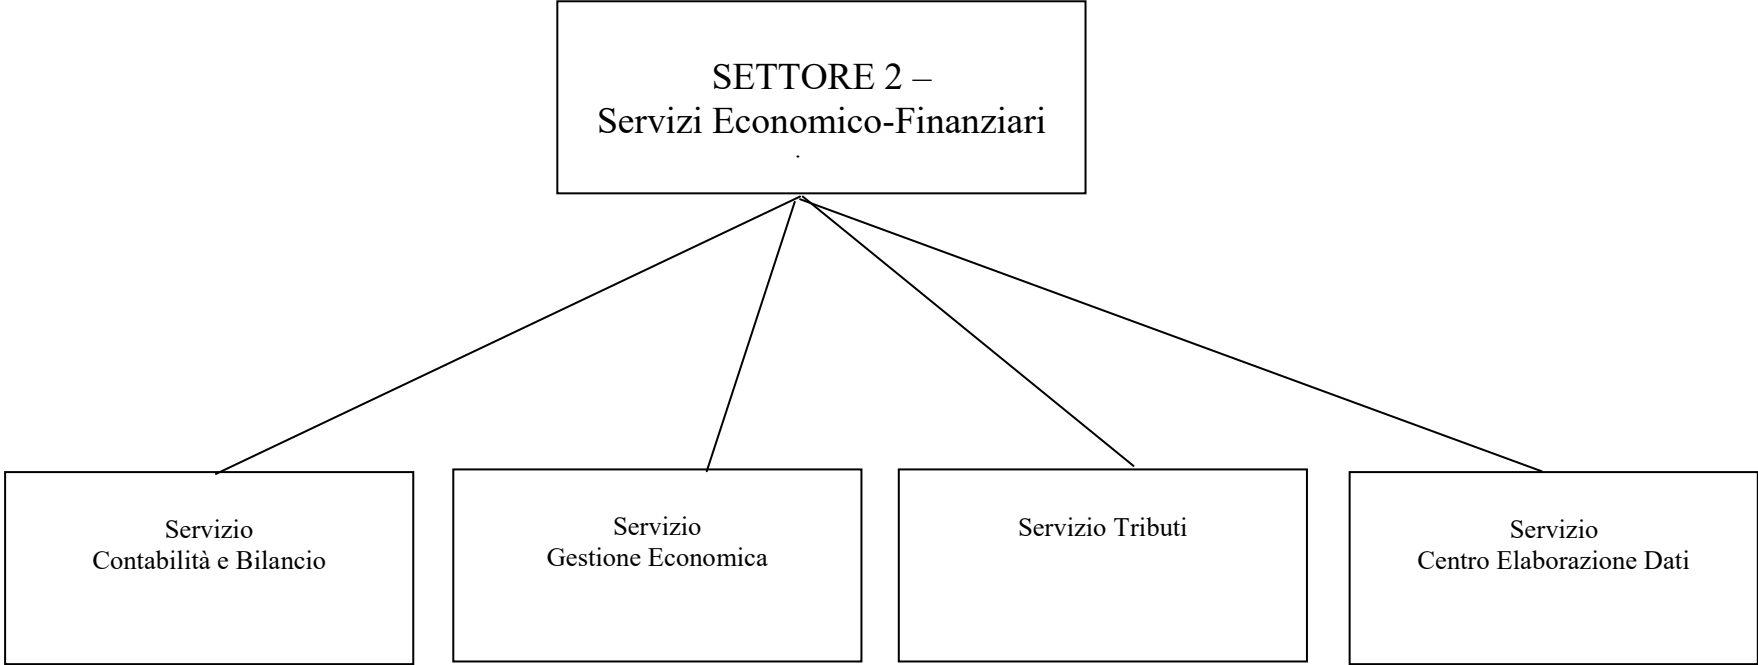 SETTORE 2 –
Servizi Economico-Finanziari
.
Servizio
Contabilità e Bilancio
Servizio
Gestione Economica
Servizio Tributi
Servizio
Centro Elaborazione Dati